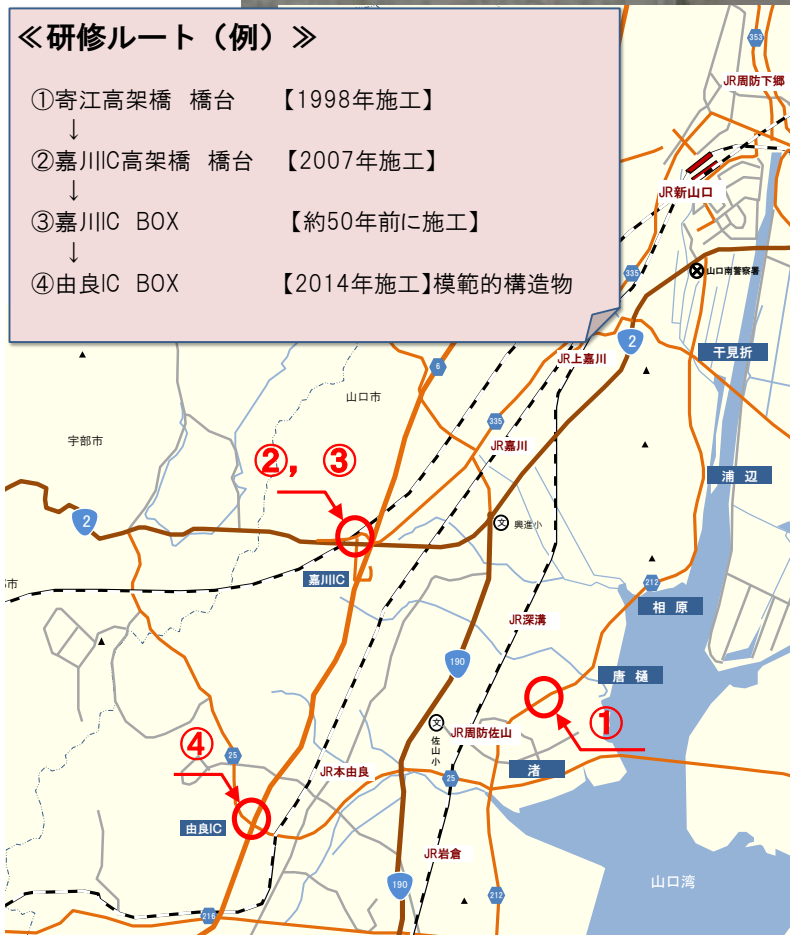 ≪研修ルート（例）≫
①寄江高架橋 橋台 【1998年施工】
↓
②嘉川IC高架橋 橋台 【2007年施工】
↓
③嘉川IC BOX 【約50年前に施工】
↓
④由良IC BOX 【2014年施工】模範的構造物
353
JR周防下郷
JR新山口
335
山口南警察署
2
干見折
JR上嘉川
6
山口市
335
宇部市
JR嘉川
②，③
浦辺
2
文 興進小
嘉川IC
市
212
相原
JR深溝
190
唐樋
①
文
佐山小
JR周防佐山
④
25
渚
JR本由良
25
由良IC
JR岩倉
190
212
山口湾
216